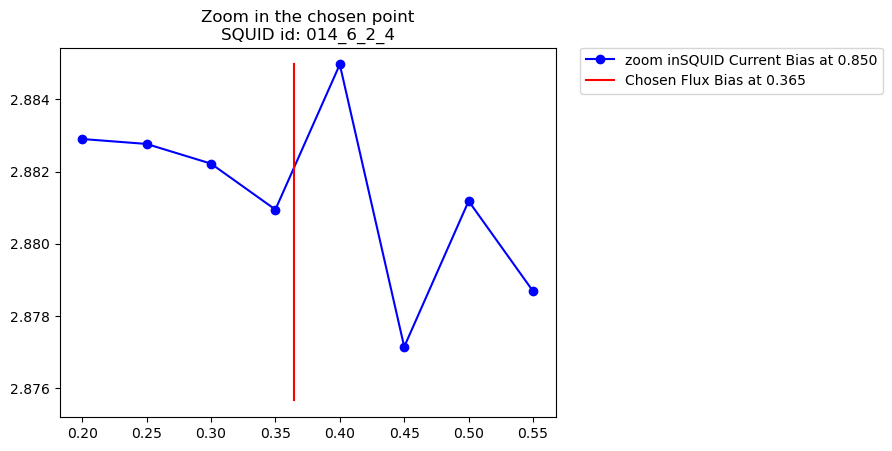 Zoom in the chosen point
SQUID id: 014_6_2_4
zoom inSQUID Current Bias at 0.850
Chosen Flux Bias at 0.365
2.884
2.882
2.880
2.878
2.876
0.20 0.25 0.30 0.35 0.40 0.45 0.50 0.55